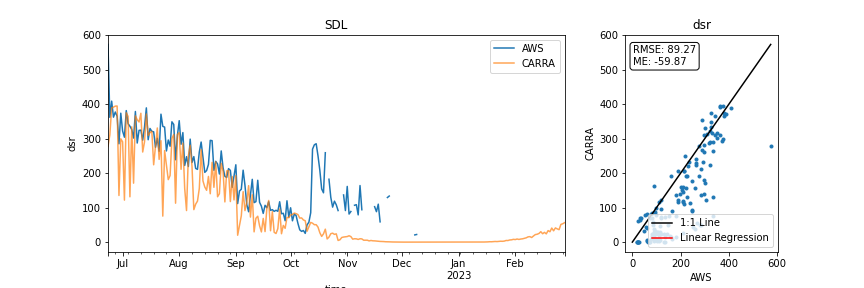 SDL
dsr
600
500
400
300
200
100
0
dsr
AWS
CARRA
Jul
Aug
Sep
Oct
Nov
Dec
Jan
2023
Feb
time
600
500
400
300
200
100
0
CARRA
RMSE: 89.27
ME: -59.87
1:1 Line
Linear Regression
0
200
400
600
AWS